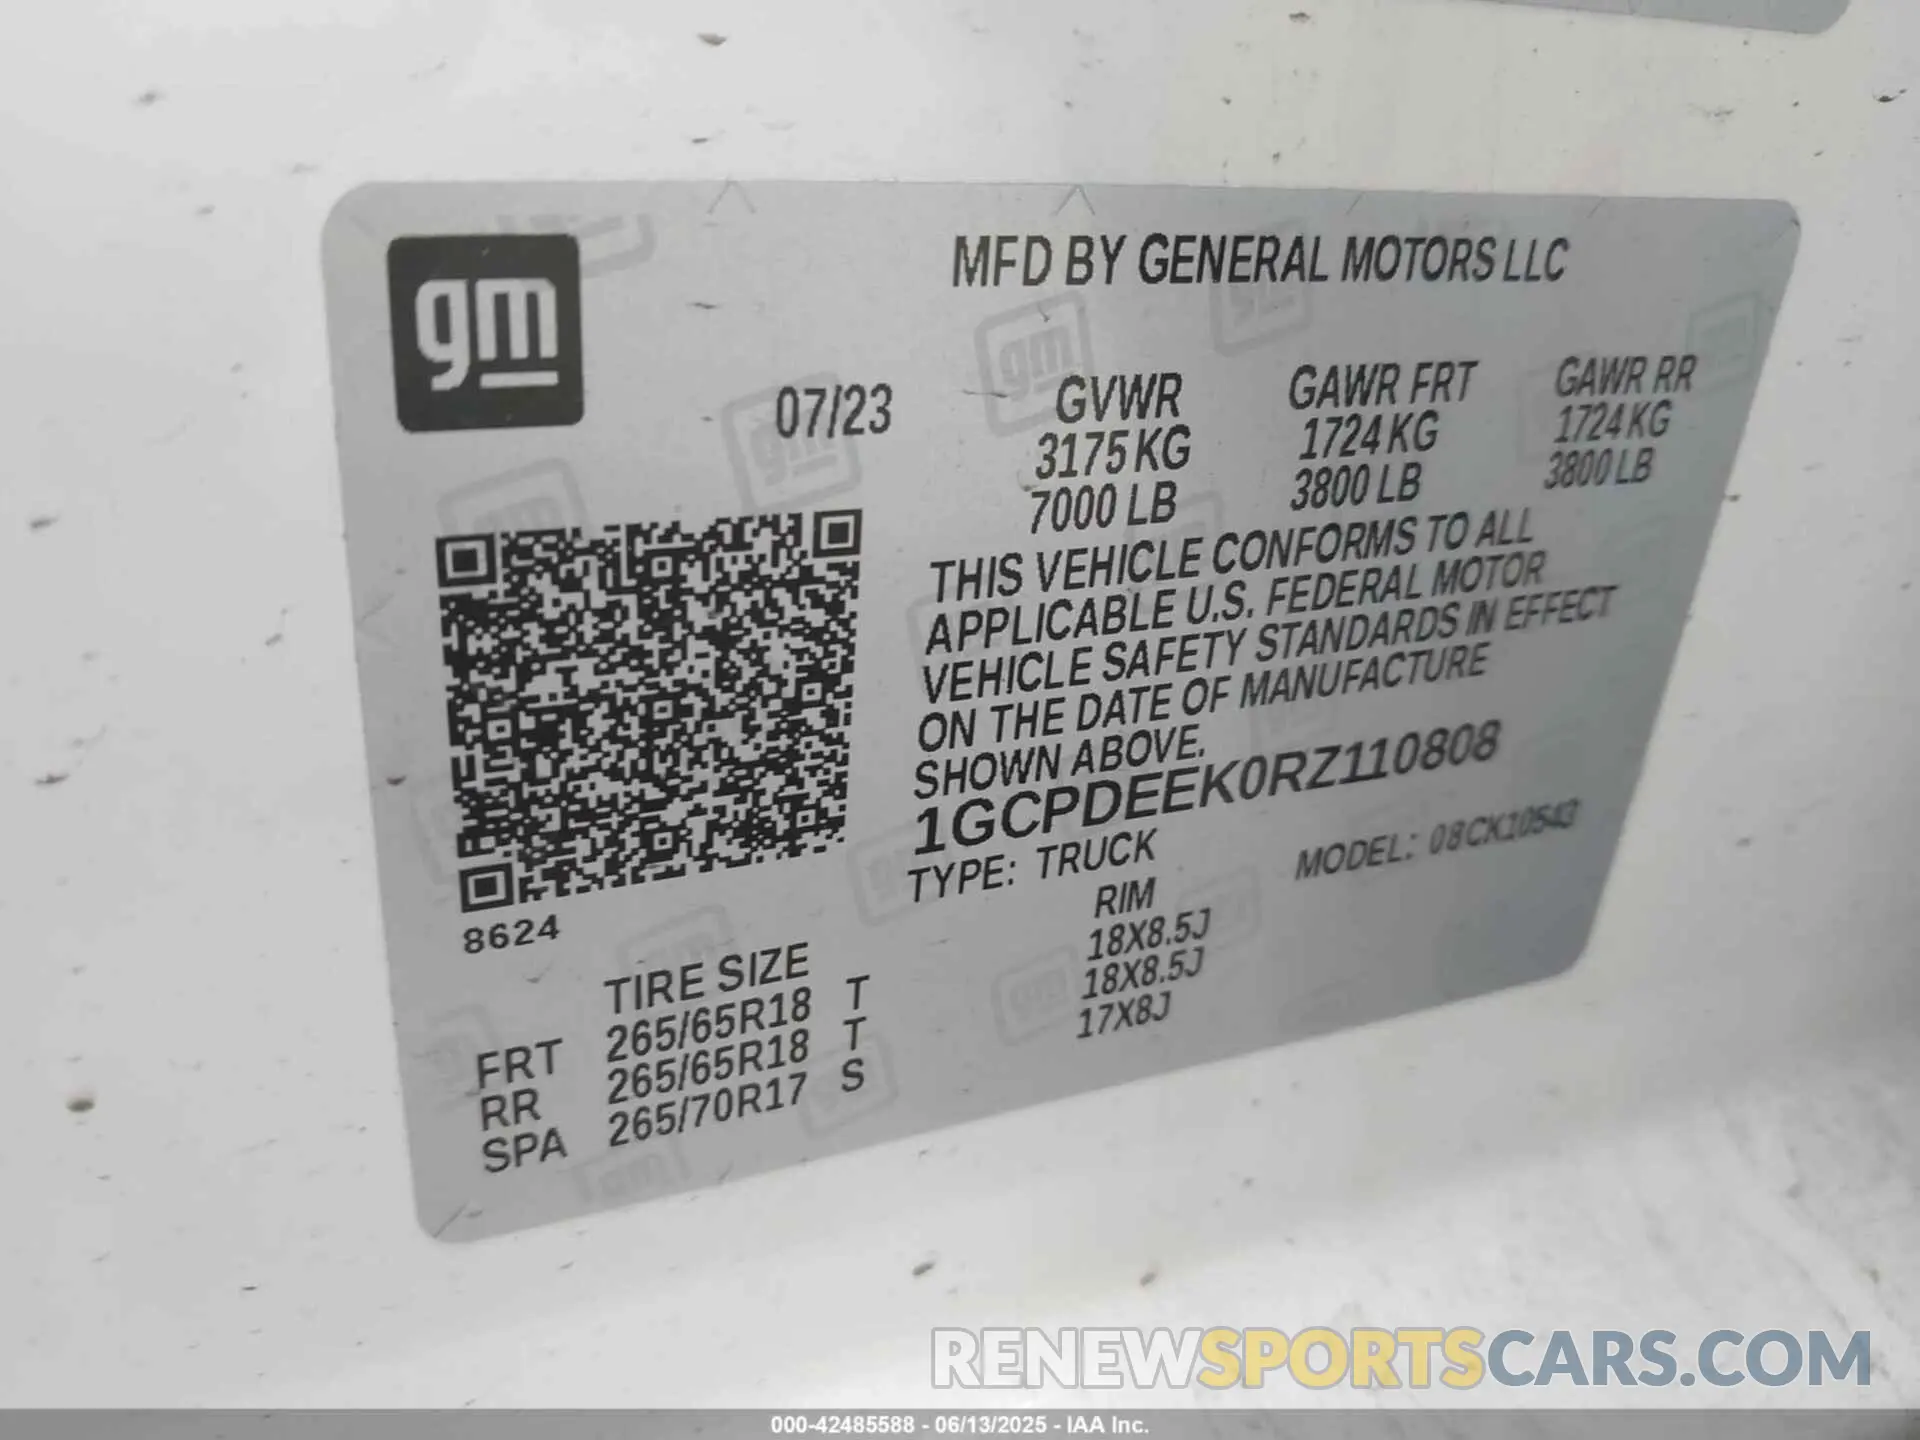 gm
MFD BY GENERAL MOTORS LLC
07/23
GVWR GAWR FRT GAWR RR
3175 KG 1724 KG 1724 KG
7000 LB 3800 LB 3800 LB
THIS VEHICLE CONFORMS TO ALL
APPLICABLE U.S. FEDERAL MOTOR
VEHICLE SAFETY STANDARDS IN EFFECT
ON THE DATE OF MANUFACTURE
SHOWN ABOVE.
1GCPDEEK0RZ110808
TYPE: TRUCK MODEL: 08CK10543
8624
TIRE SIZE RIM
FRT 265/65R18 T 18X8.5J
RR 265/65R18 T 18X8.5J
SPA 265/70R17 S 17X8J
RENEWSPORTSCARS.COM
000-42485588 - 06/13/2025 - IAA Inc.